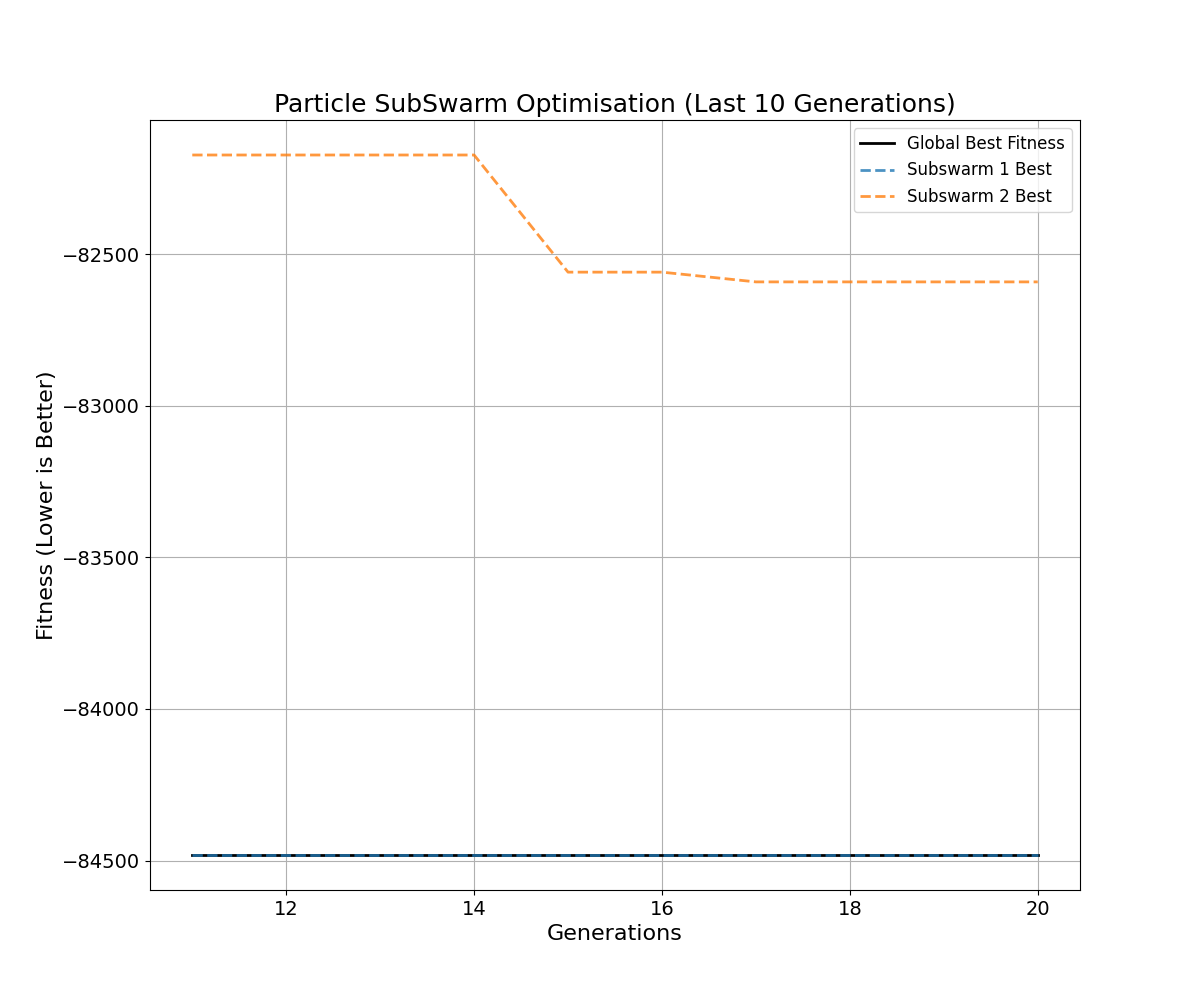 Particle SubSwarm Optimisation (Last 10 Generations)
Global Best Fitness
Subswarm 1 Best
Subswarm 2 Best
Fitness (Lower is Better)
−82500
−83000
−83500
−84000
−84500
12 14 16 18 20
Generations